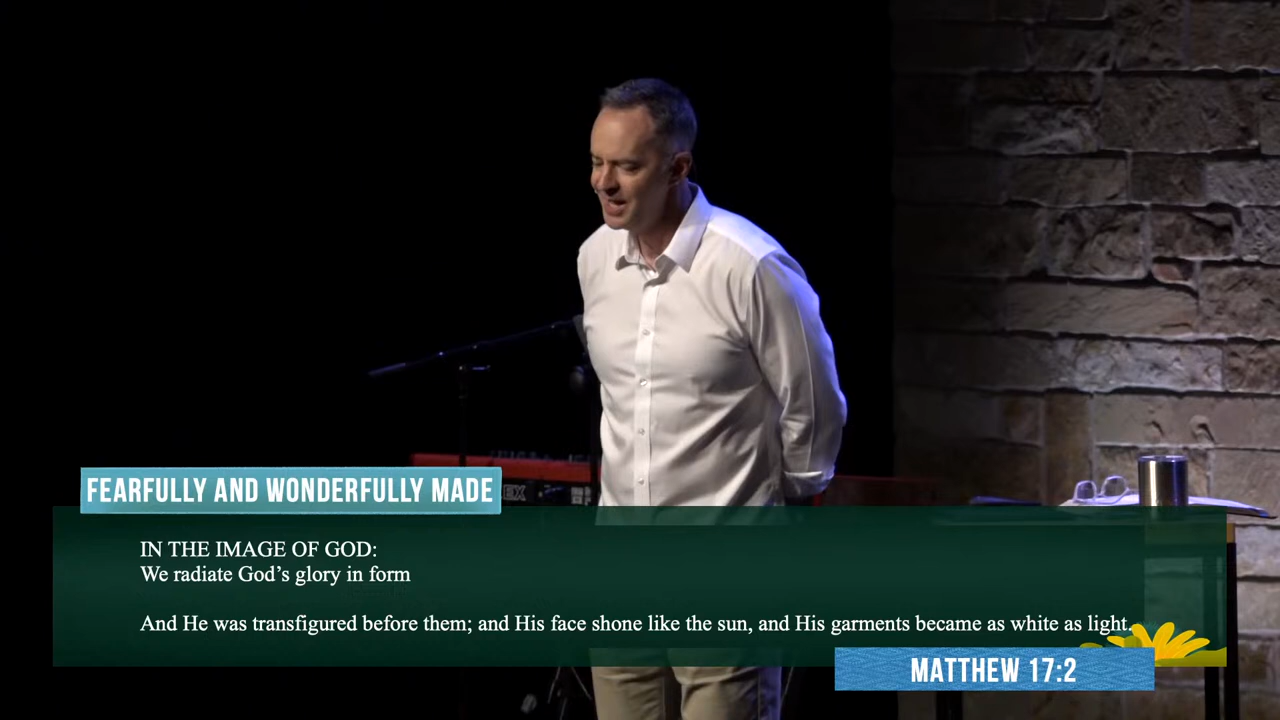 FEARFULLY AND WONDERFULLY MADE
IN THE IMAGE OF GOD:
We radiate God’s glory in form
And He was transfigured before them; and His face shone like the sun, and His garments became as white as light.
MATTHEW 17:2